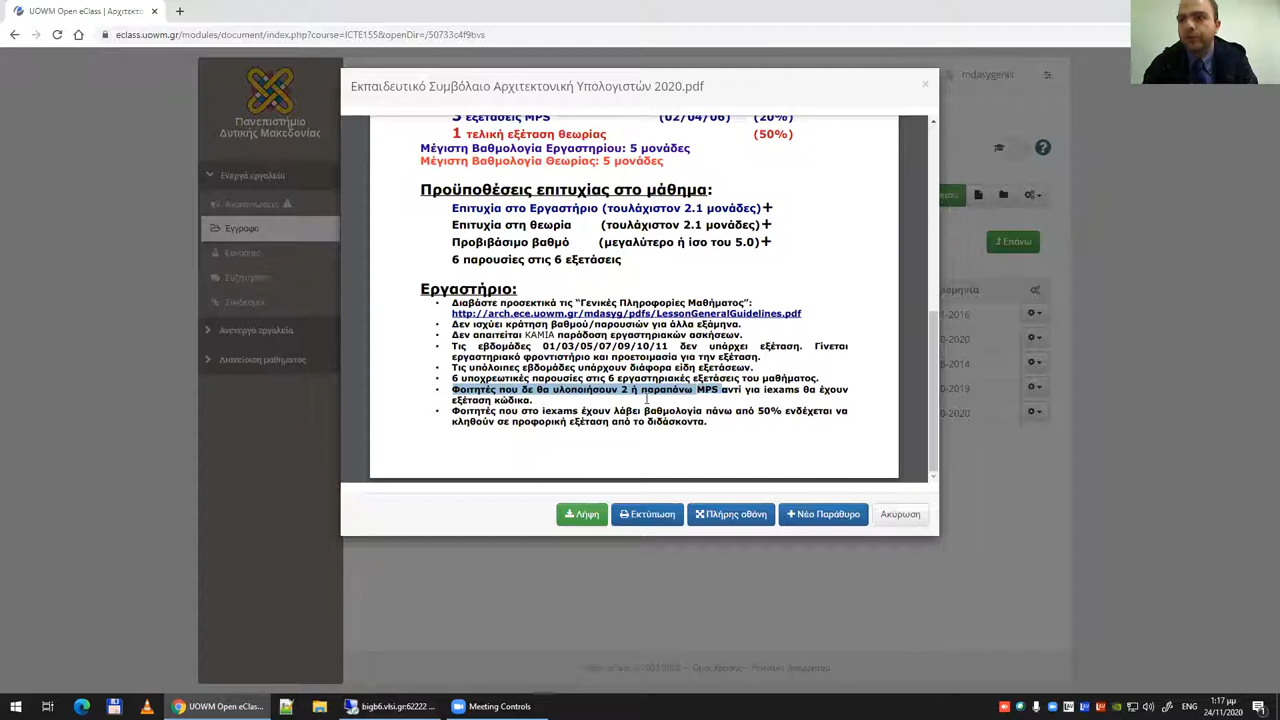 UOWM Open eClass | Αρχιτεκτο
eclass.uowm.gr/modules/document/index.php?course=ICTE155&openDir=/50733c4f9bvs
Πανεπιστήμιο
Δυτικής Μακεδονίας
Ενεργά εργαλεία
Ανακοινώσεις
Έγγραφα
Εργασίες
Συζητήσεις
Σύνδεσμοι
Ανενεργά εργαλεία
Διαχείριση μαθήματος
mdasygenis
Επάνω
Εκπαιδευτικό Συμβόλαιο Αρχιτεκτονική Υπολογιστών 2020.pdf
×
3 εξετάσεις MPS (02/04/06) (20%)
1 τελική εξέταση θεωρίας (50%)
Μέγιστη Βαθμολογία Εργαστηρίου: 5 μονάδες
Μέγιστη Βαθμολογία Θεωρίας: 5 μονάδες
Προϋποθέσεις επιτυχίας στο μάθημα:
Επιτυχία στο Εργαστήριο (τουλάχιστον 2.1 μονάδες)+
Επιτυχία στη θεωρία (τουλάχιστον 2.1 μονάδες)+
Προβιβάσιμο βαθμό (μεγαλύτερο ή ίσο του 5.0)+
6 παρουσίες στις 6 εξετάσεις
Εργαστήριο:
• Διαβάστε προσεκτικά τις “Γενικές Πληροφορίες Μαθήματος”:
http://arch.ece.uowm.gr/mdasyg/pdfs/LessonGeneralGuidelines.pdf
• Δεν ισχύει κράτηση βαθμού/παρουσιών για άλλα εξάμηνα.
• Δεν απαιτείται ΚΑΜΙΑ παράδοση εργαστηριακών ασκήσεων.
• Τις εβδομάδες 01/03/05/07/09/10/11 δεν υπάρχει εξέταση. Γίνεται
εργαστηριακό φροντιστήριο και προετοιμασία για την εξέταση.
• Τις υπόλοιπες εβδομάδες υπάρχουν διάφορα είδη εξετάσεων.
• 6 υποχρεωτικές παρουσίες στις 6 εργαστηριακές εξετάσεις του μαθήματος.
• Φοιτητές που δε θα υλοποιήσουν 2 ή παραπάνω MPS αντί για iexams θα έχουν
εξέταση κώδικα.
• Φοιτητές που στο iexams έχουν λάβει βαθμολογία πάνω από 50% ενδέχεται να
κληθούν σε προφορική εξέταση από το διδάσκοντα.
Λήψη
Εκτύπωση
Πλήρης οθόνη
Νέο Παράθυρο
Ακύρωση
UOWM Open eClas...
bigb6.vlsi.gr:62222 ...
Meeting Controls
1:17 μμ
24/11/2020